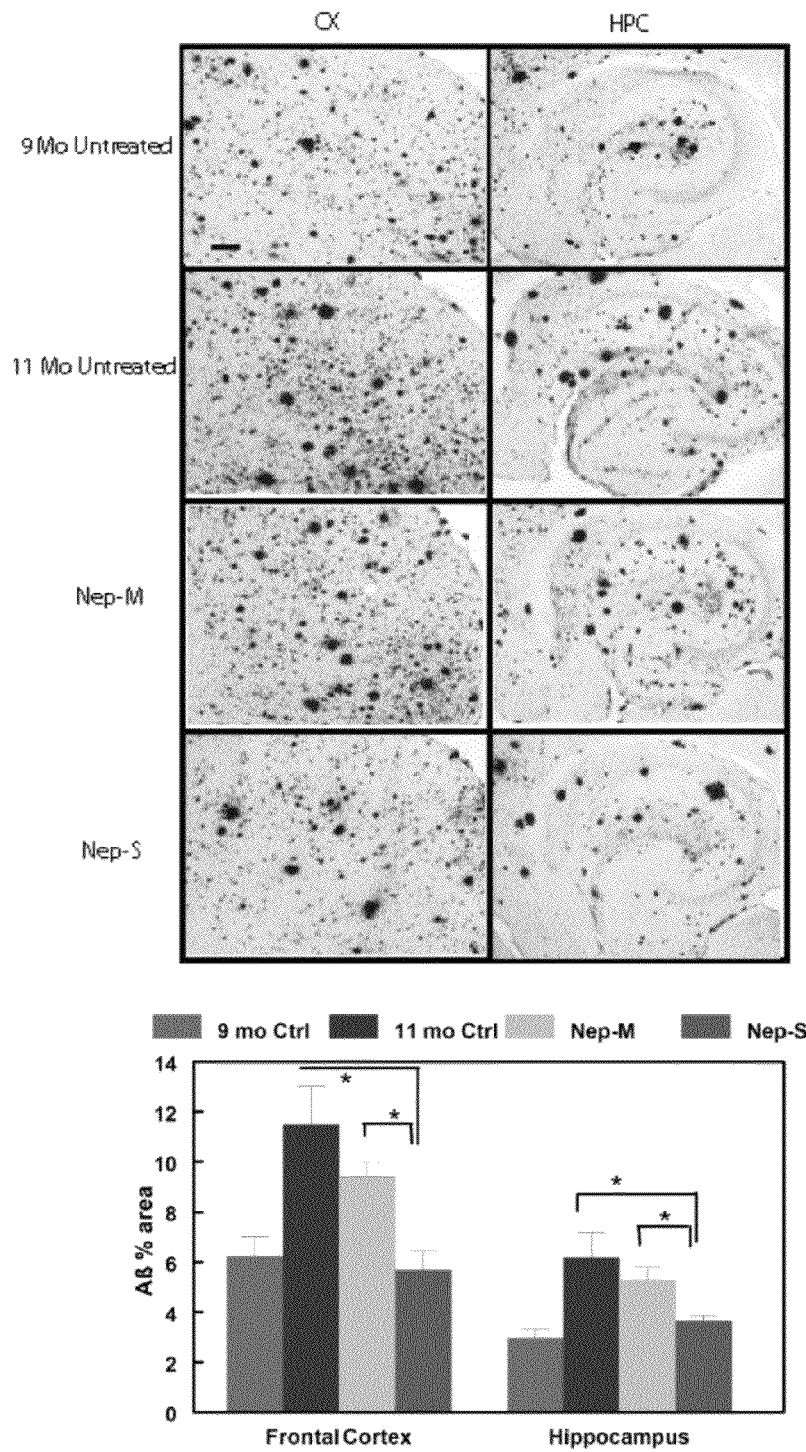 CX HPC
9 Mo Untreated
11 Mo Untreated
Nep-M
Nep-S
9 mo Ctrl 11 mo Ctrl Nep-M Nep-S
14
12
10
8
6
4
2
0
Aß % area
* *
* *
Frontal Cortex Hippocampus